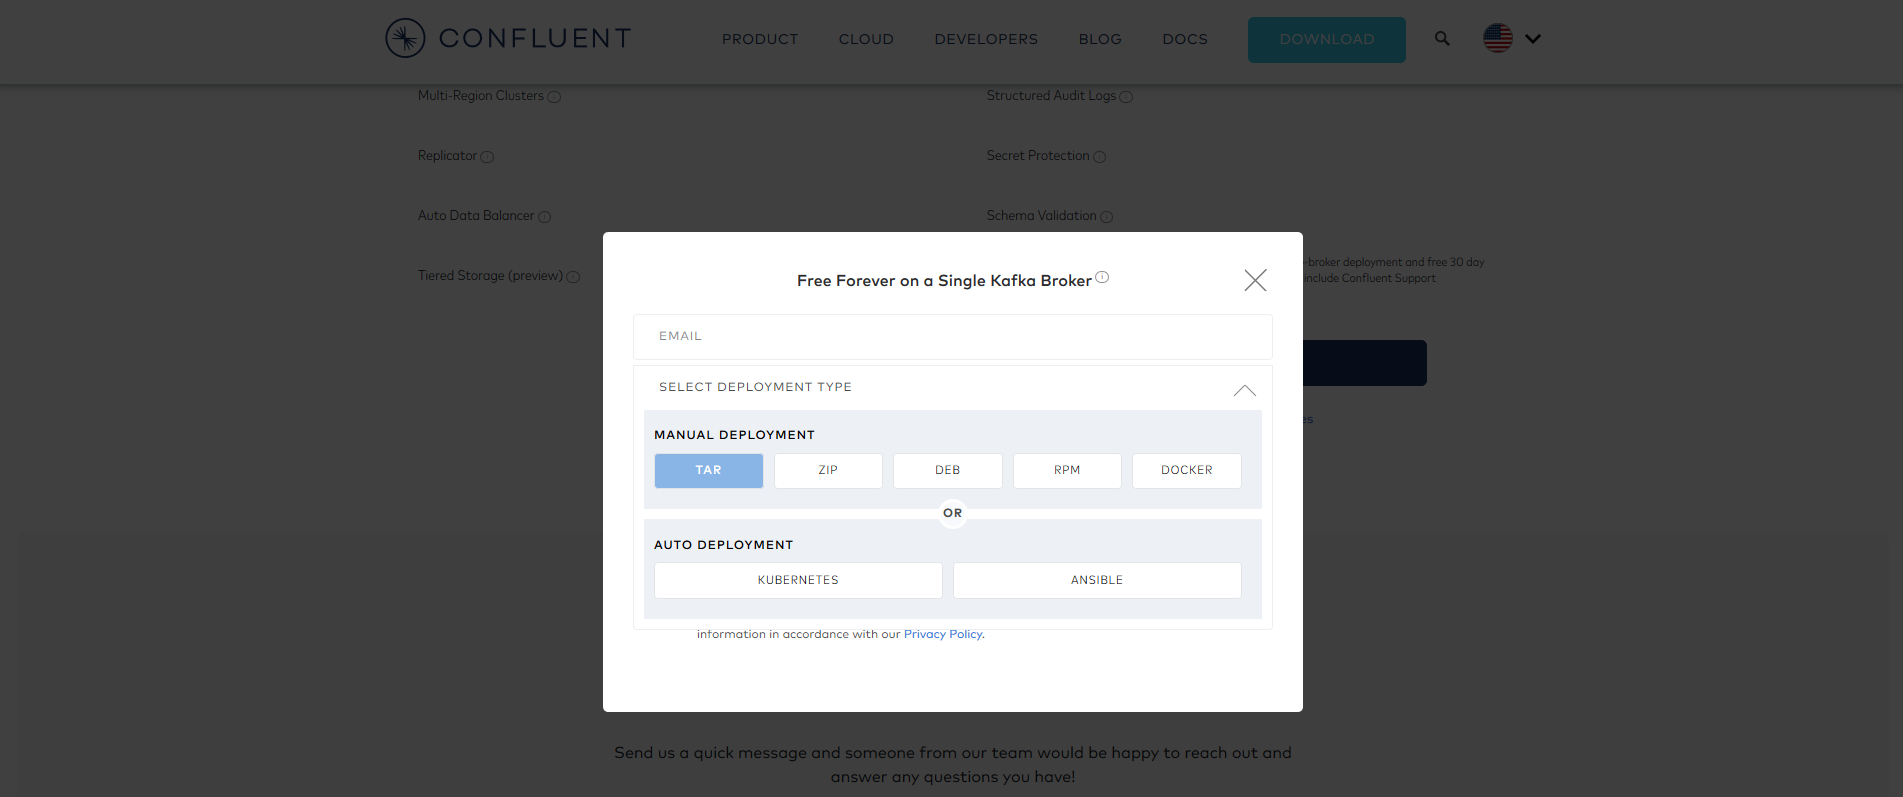 CONFLUENT
PRODUCT
CLOUD
DEVELOPERS
BLOG
DOCS
DOWNLOAD
Multi-Region Clusters
Structured Audit Logs
Replicator
Secret Protection
Auto Data Balancer
Schema Validation
Tiered Storage (preview)
-broker deployment and free 30 day
include Confluent Support
Free Forever on a Single Kafka Broker
EMAIL
SELECT DEPLOYMENT TYPE
MANUAL DEPLOYMENT
TAR
ZIP
DEB
RPM
DOCKER
OR
AUTO DEPLOYMENT
KUBERNETES
ANSIBLE
information in accordance with our Privacy Policy.
Send us a quick message and someone from our team would be happy to reach out and
answer any questions you have!